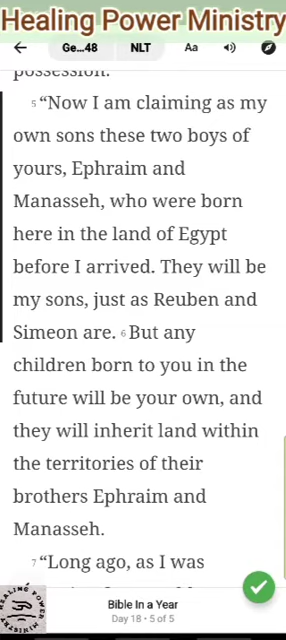 Healing Power Ministry
Ge...48 NLT Aa
possession.
5 “Now I am claiming as my
own sons these two boys of
yours, Ephraim and
Manasseh, who were born
here in the land of Egypt
before I arrived. They will be
my sons, just as Reuben and
Simeon are. 6 But any
children born to you in the
future will be your own, and
they will inherit land within
the territories of their
brothers Ephraim and
Manasseh.
7 “Long ago, as I was
HEALING POWER
MINISTRY
Bible In a Year
Day 18 • 5 of 5